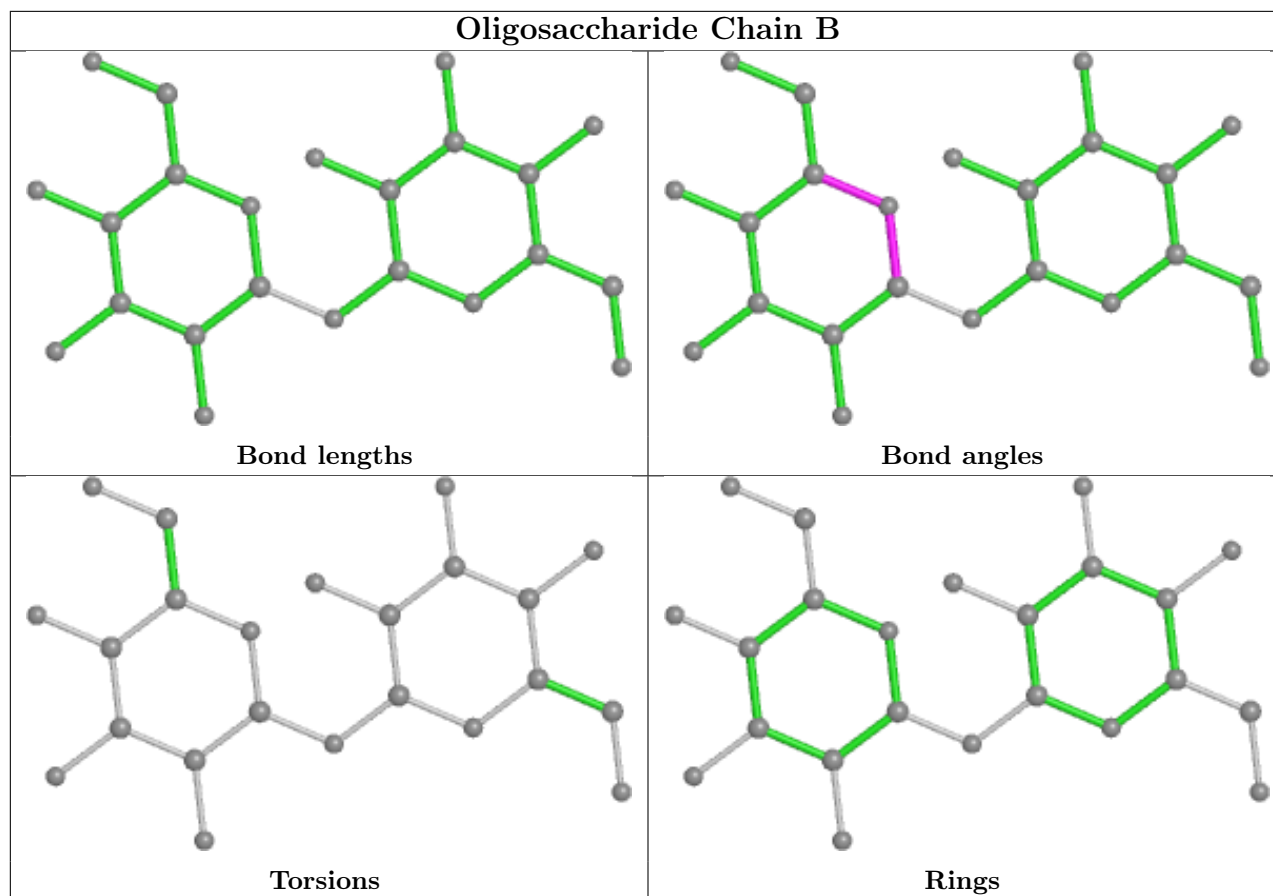 Oligosaccharide Chain B
Bond lengths
Bond angles
Torsions
Rings